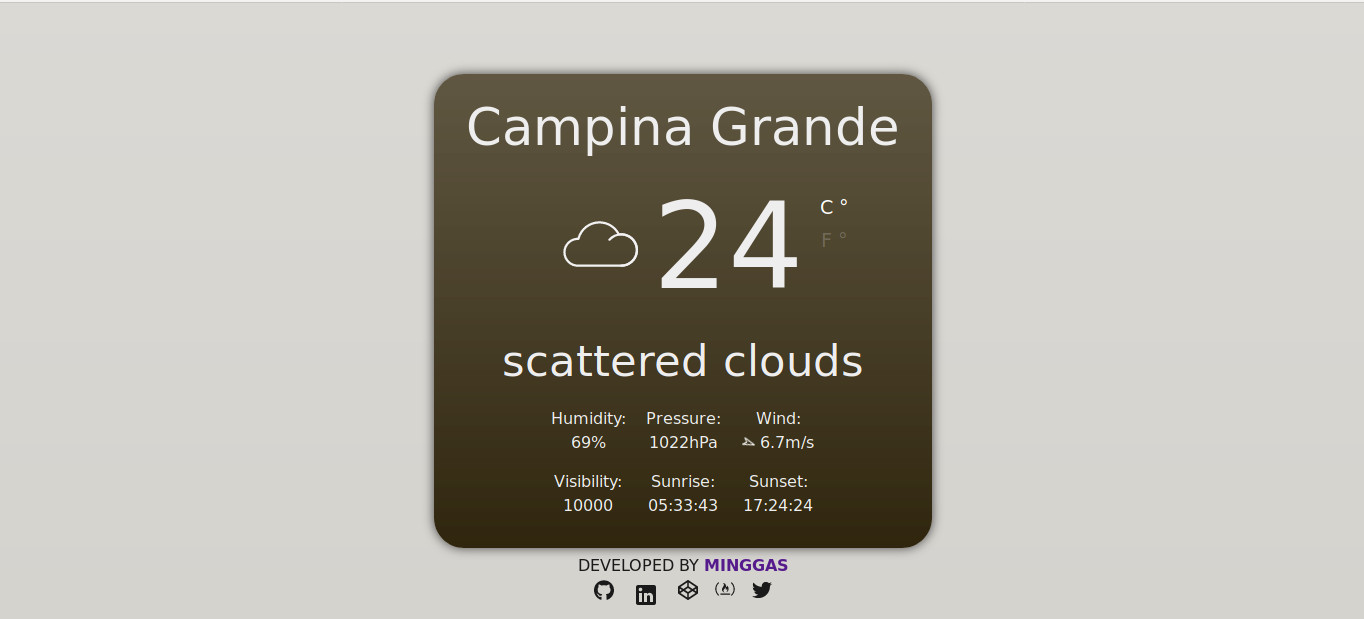 Campina Grande
24
C °
F °
scattered clouds
Humidity: Pressure: Wind:
69% 1022hPa 6.7m/s
Visibility: Sunrise: Sunset:
10000 05:33:43 17:24:24
DEVELOPED BY MINGGAS
in